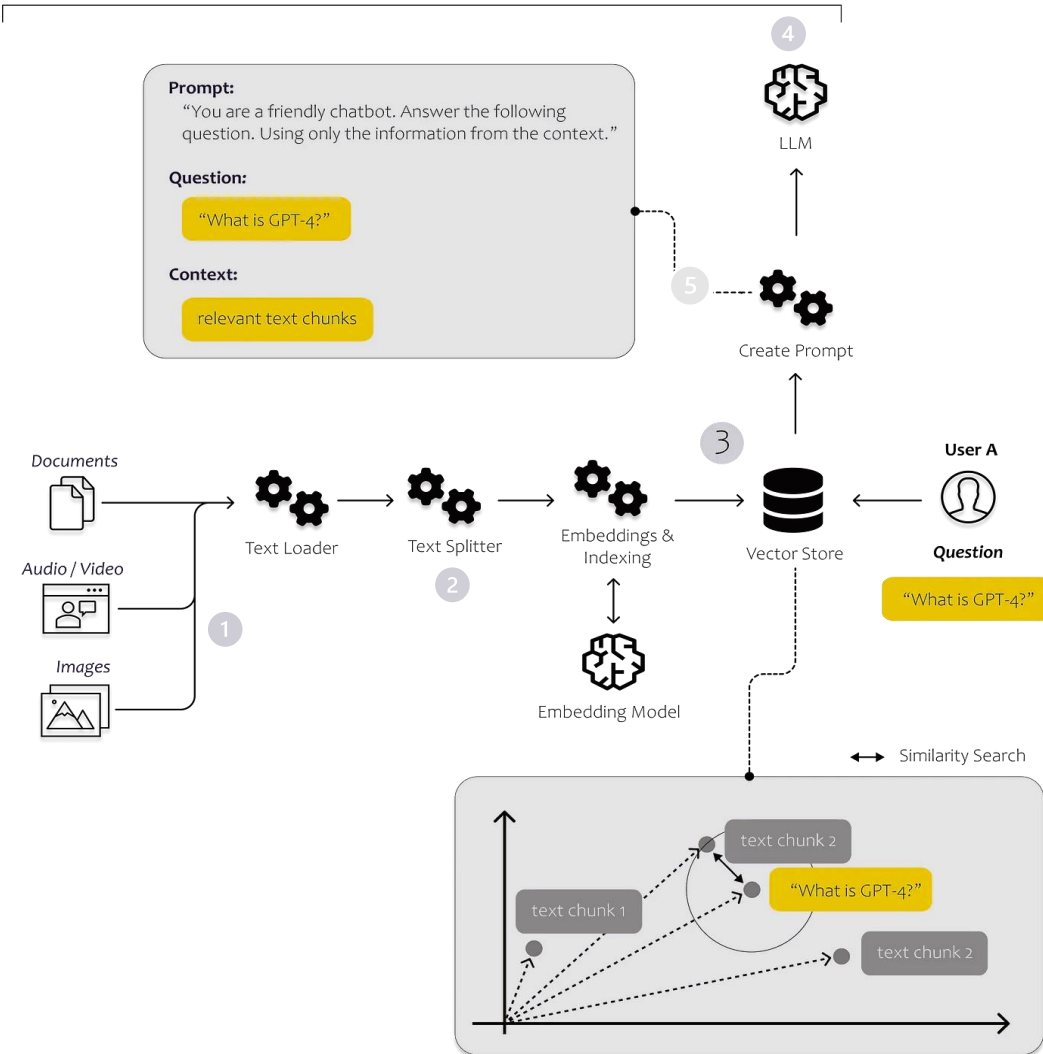 4
Prompt:
“You are a friendly chatbot. Answer the following
question. Using only the information from the context.”
LLM
Question:
“What is GPT-4?”
5
Context:
relevant text chunks
Create Prompt
3
User A
Documents
Text Loader
Text Splitter
Embeddings &
Indexing
Vector Store
Question
Audio / Video
2
“What is GPT-4?”
1
Images
Embedding Model
Similarity Search
text chunk 2
“What is GPT-4?”
text chunk 1
text chunk 2